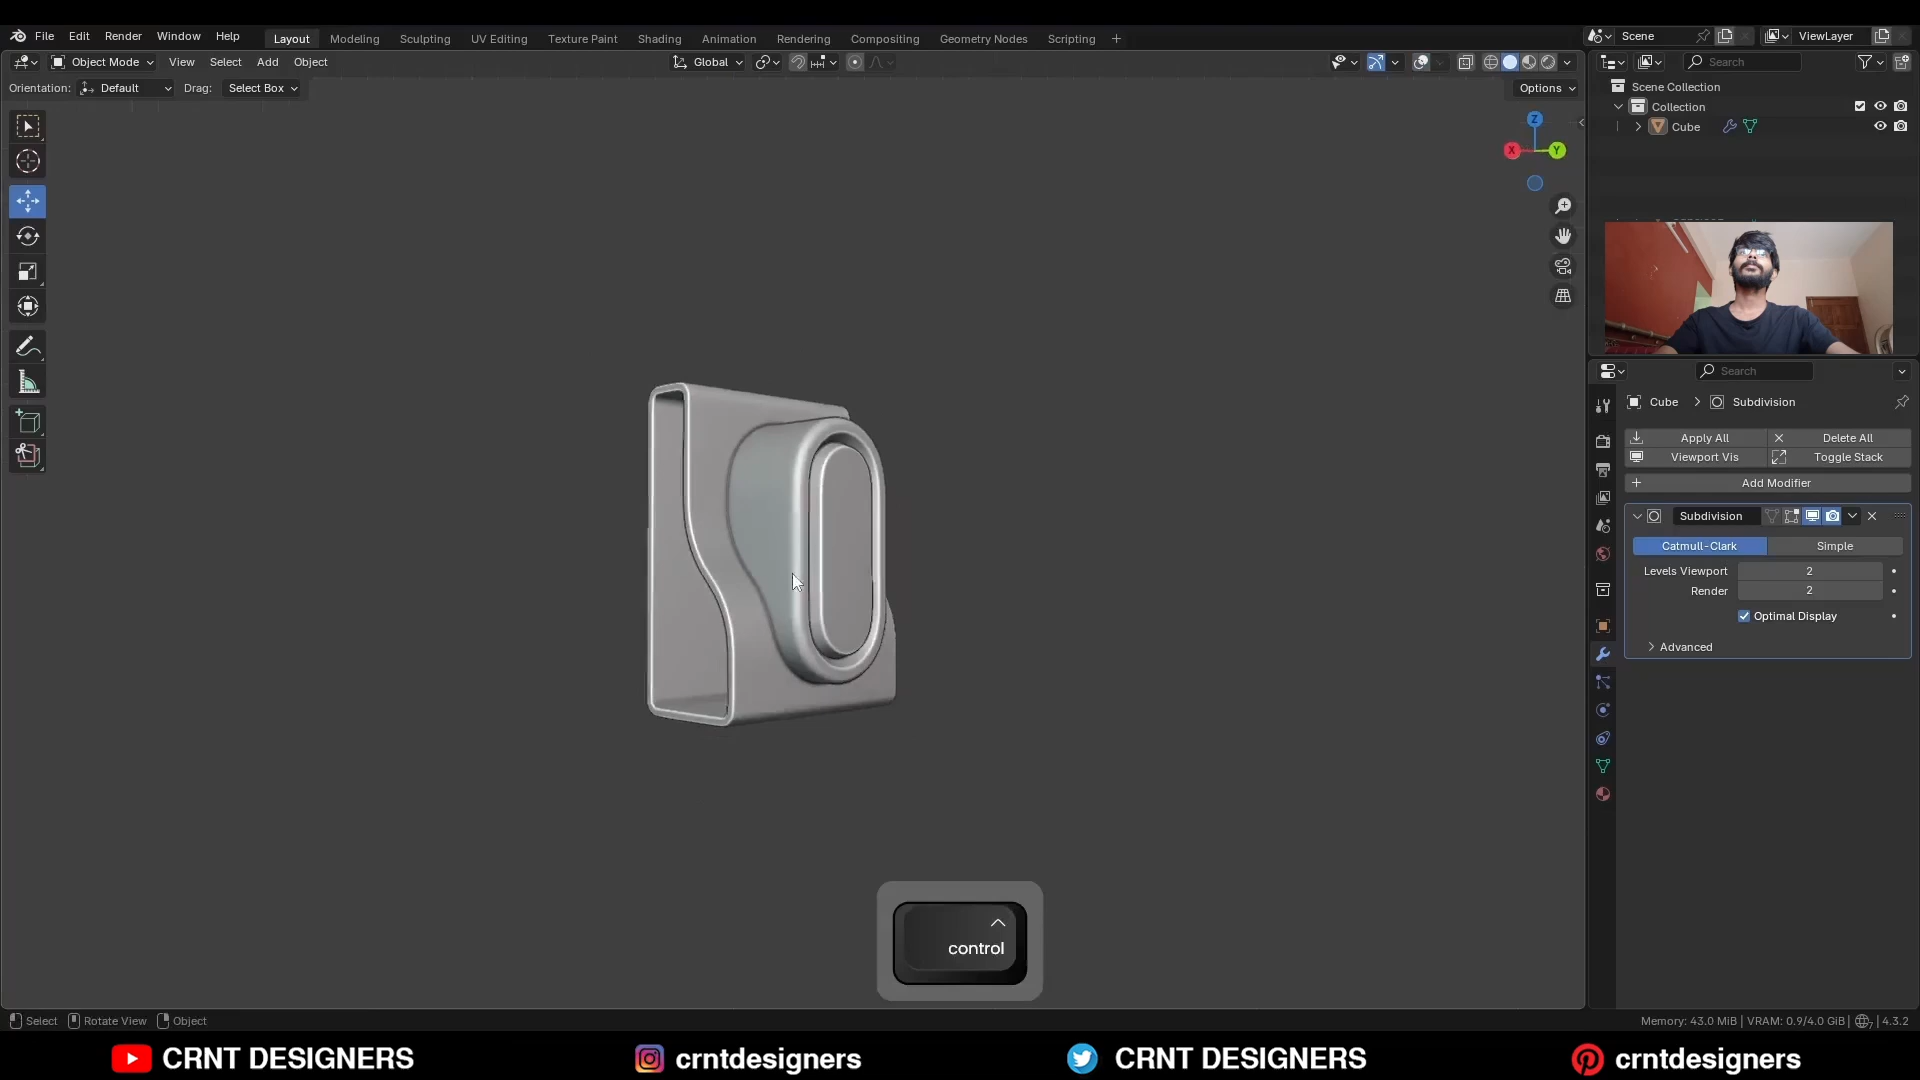 File Edit Render Window Help Layout Modeling Sculpting UV Editing Texture Paint Shading Animation Rendering Compositing Geometry Nodes Scripting + Scene ViewLayer
Object Mode View Select Add Object Global Search
Orientation: Default Drag: Select Box Options
Scene Collection
Collection
Cube
Z
X Y
Search
Cube > Subdivision
Apply All Delete All
Viewport Vis Toggle Stack
Add Modifier
Subdivision
Catmull-Clark Simple
Levels Viewport 2
Render 2
Optimal Display
Advanced
control
Select Rotate View Object Memory: 43.0 MiB | VRAM: 0.9/4.0 GiB | 7 | 4.3.2
CRNT DESIGNERS crntdesigners CRNT DESIGNERS crntdesigners